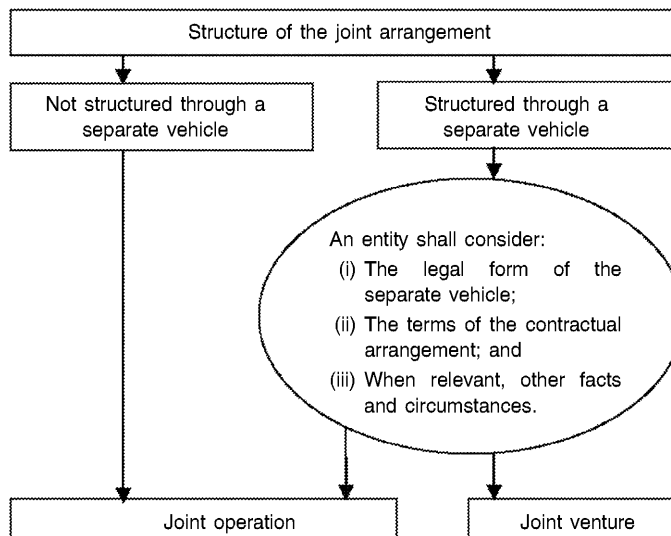 Structure of the joint arrangement
Not structured through a
separate vehicle
Structured through a
separate vehicle
An entity shall consider:
(i) The legal form of the
separate vehicle;
(ii) The terms of the contractual
arrangement; and
(iii) When relevant, other facts
and circumstances.
Joint operation
Joint venture